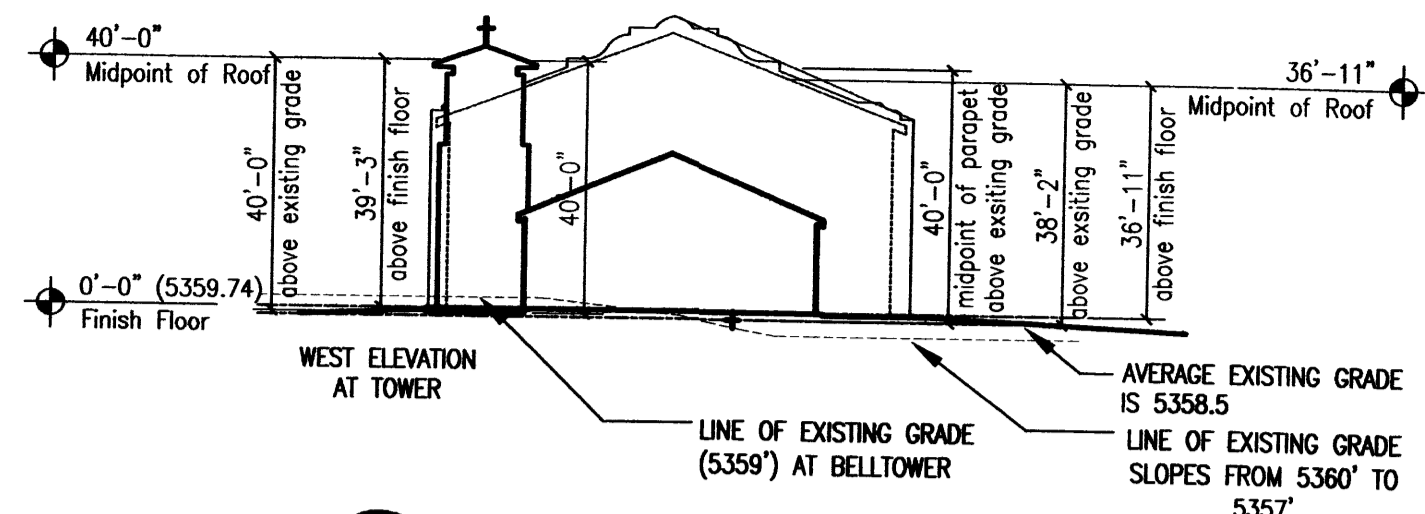 40'-0"
Midpoint of Roof
40'-0"
above existing grade
39'-3"
above finish floor
40'-0"
40'-0"
midpoint of parapet
above exsiting grade
38'-2"
above exsiting grade
36'-11"
above finish floor
36'-11"
Midpoint of Roof
0'-0" (5359.74)
Finish Floor
WEST ELEVATION
AT TOWER
LINE OF EXISTING GRADE
(5359') AT BELLTOWER
AVERAGE EXISTING GRADE
IS 5358.5
LINE OF EXISTING GRADE
SLOPES FROM 5360' TO
5357'